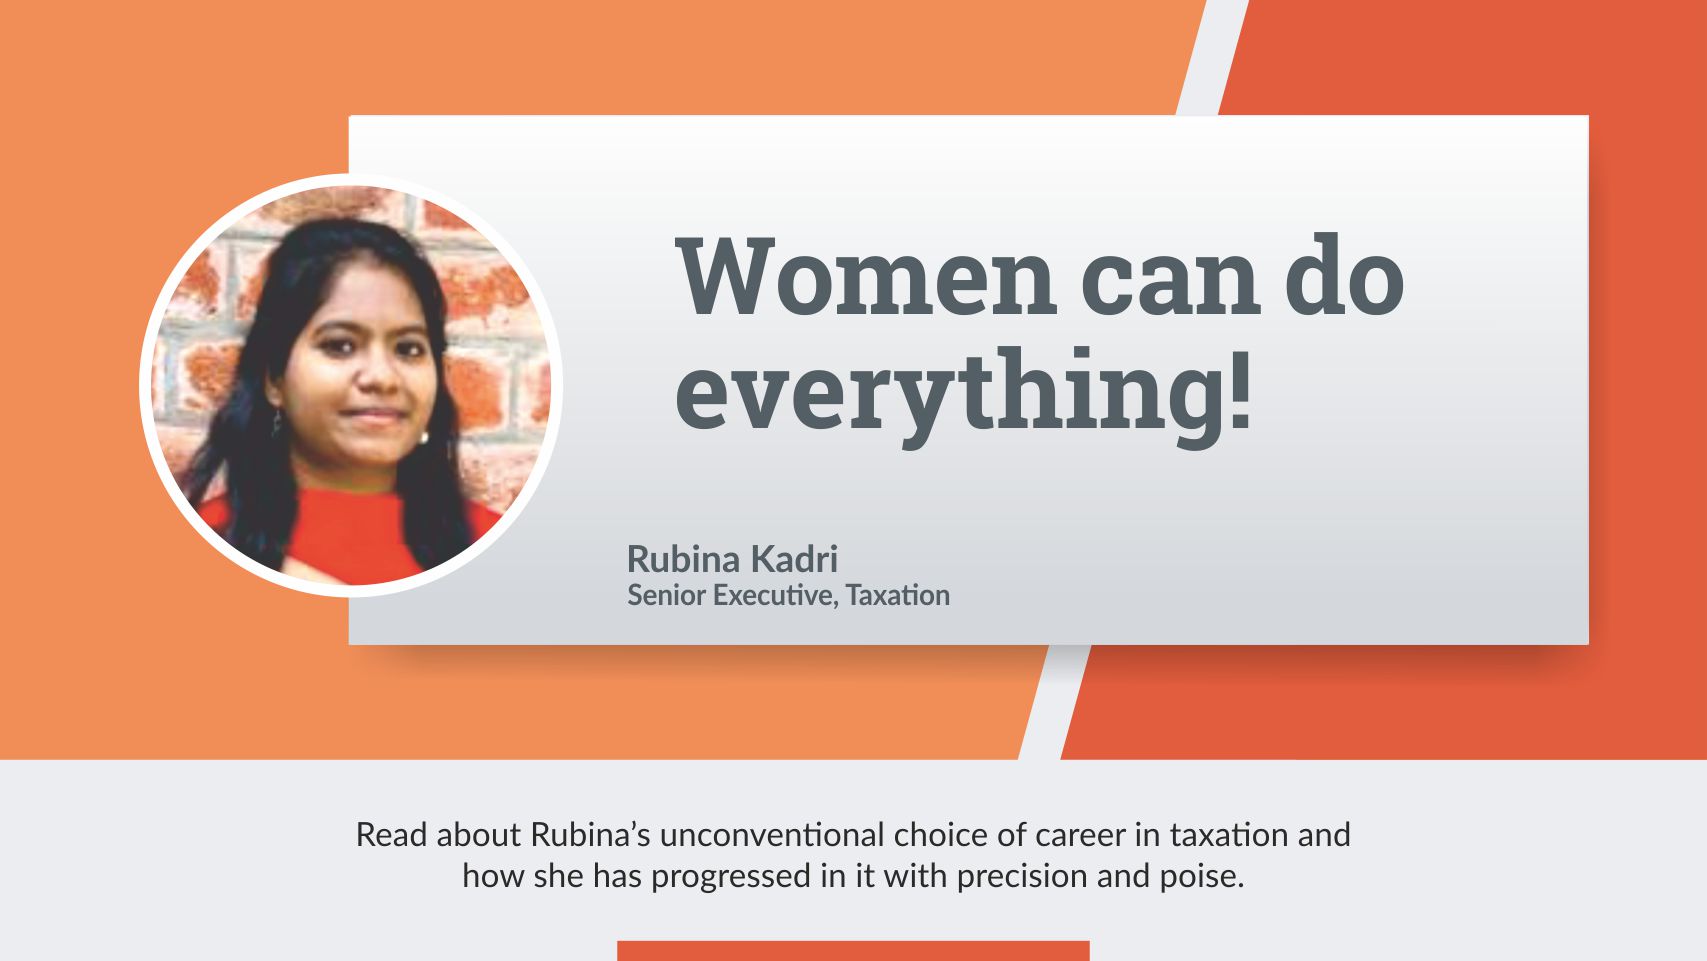 Women can do
everything!
Rubina Kadri
Senior Executive, Taxation
Read about Rubina’s unconventional choice of career in taxation and
how she has progressed in it with precision and poise.